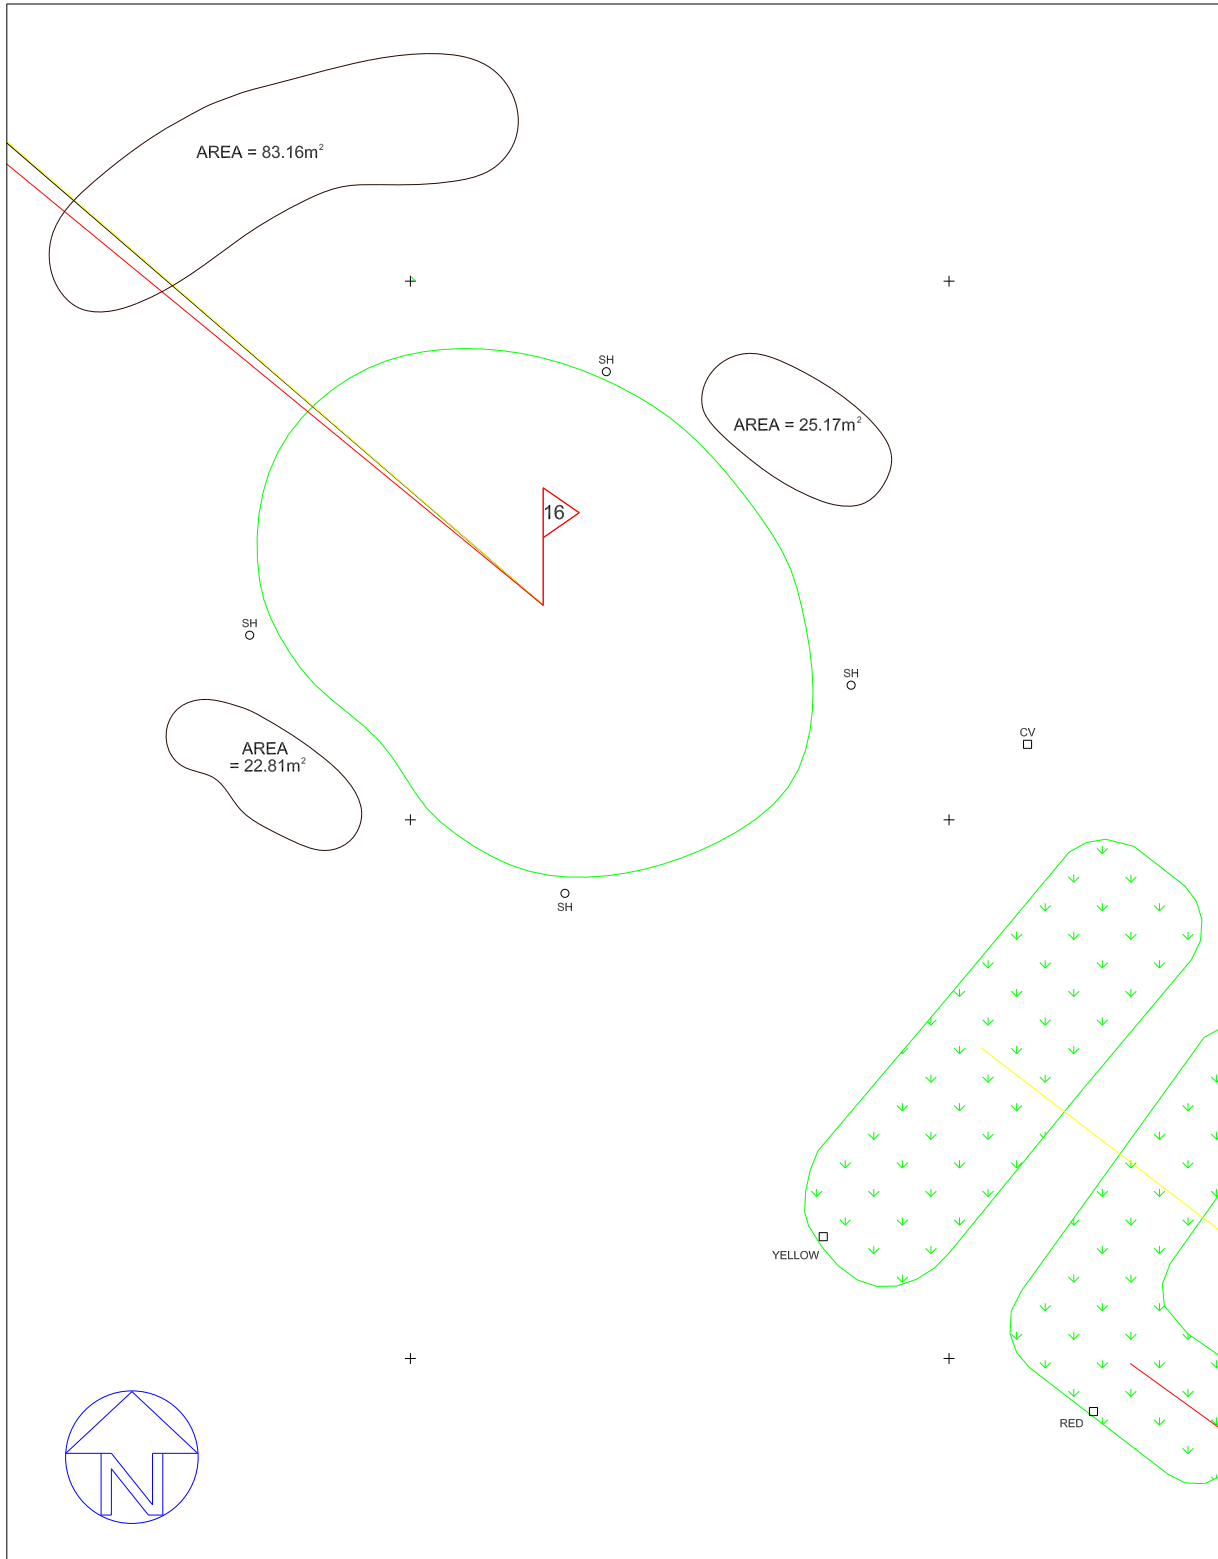 AREA = 83.16m²
SH
AREA = 25.17m²
16
SH
SH
CV
AREA
= 22.81m²
SH
YELLOW
RED
N